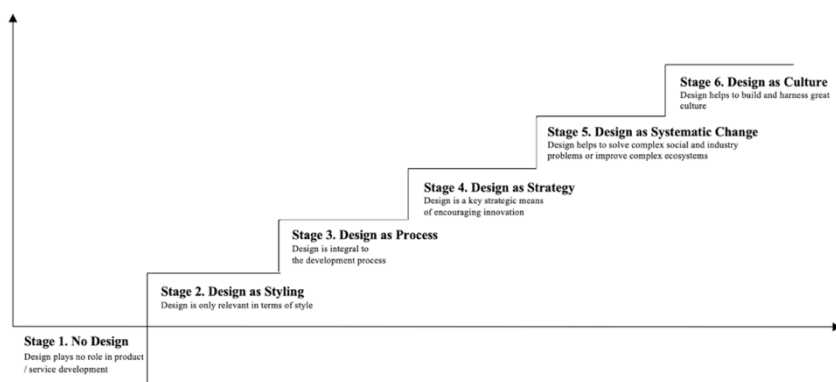 Stage 6. Design as Culture
Design helps to build and harness great
culture
Stage 5. Design as Systematic Change
Design helps to solve complex social and industry
problems or improve complex ecosystems
Stage 4. Design as Strategy
Design is a key strategic means
of encouraging innovation
Stage 3. Design as Process
Design is integral to
the development process
Stage 2. Design as Styling
Design is only relevant in terms of style
Stage 1. No Design
Design plays no role in product
/ service development